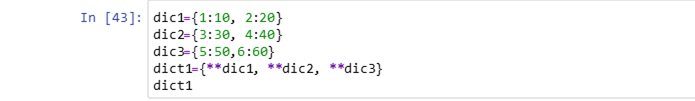 In [43]: dic1={1:10, 2:20}
dic2={3:30, 4:40}
dic3={5:50,6:60}
dict1={**dic1, **dic2, **dic3}
dict1